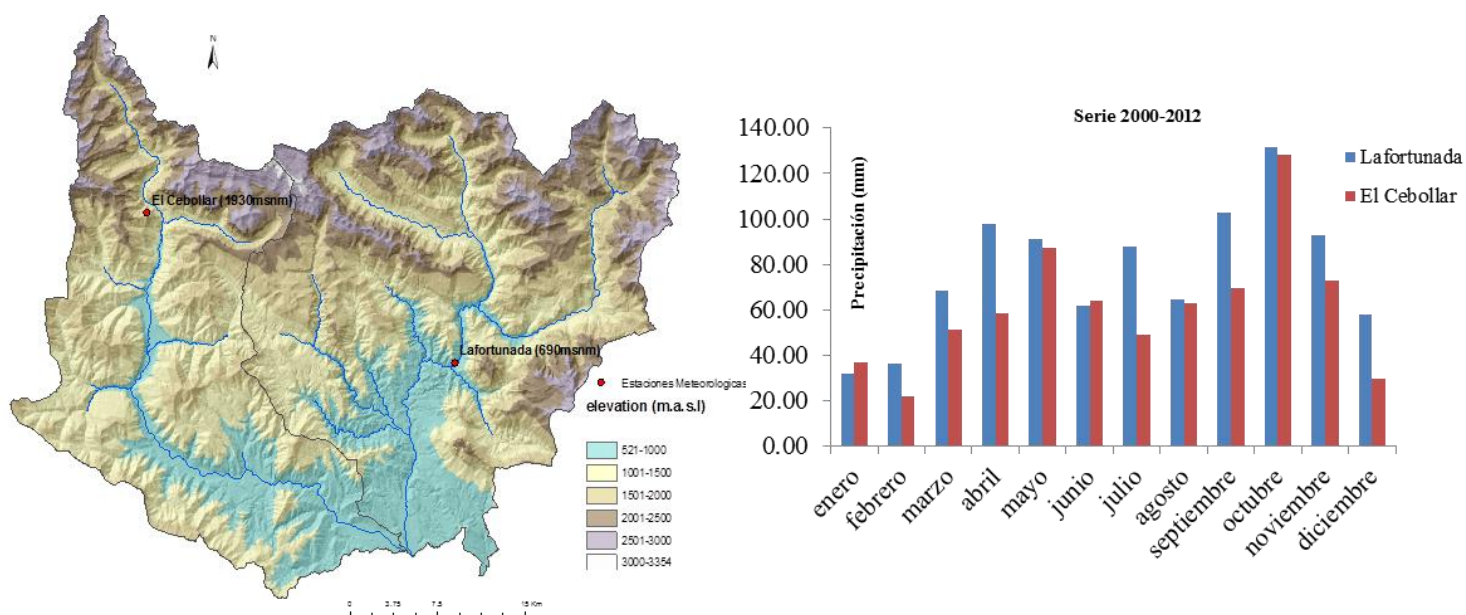 N
El Cebollar (1930msnm)
Lafortunada (690msnm)
Estaciones Meteorologicas
elevation (m.a.s.l)
521-1000
1001-1500
1501-2000
2001-2500
2501-3000
3000-3354
0 3.75 7.5 15 Km
Serie 2000-2012
Precipitación (mm)
140.00
120.00
100.00
80.00
60.00
40.00
20.00
0.00
Lafortunada
El Cebollar
enero
febrero
marzo
abril
mayo
junio
julio
agosto
septiembre
octubre
noviembre
diciembre